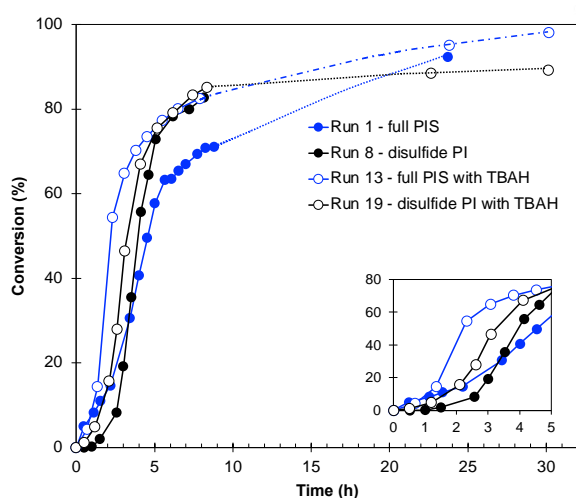 100
80
60
40
20
0
Conversion (%)
Run 1 - full PIS
Run 8 - disulfide PI
Run 13 - full PIS with TBAH
Run 19 - disulfide PI with TBAH
80
60
40
20
0
0 1 2 3 4 5
0 5 10 15 20 25 30
Time (h)